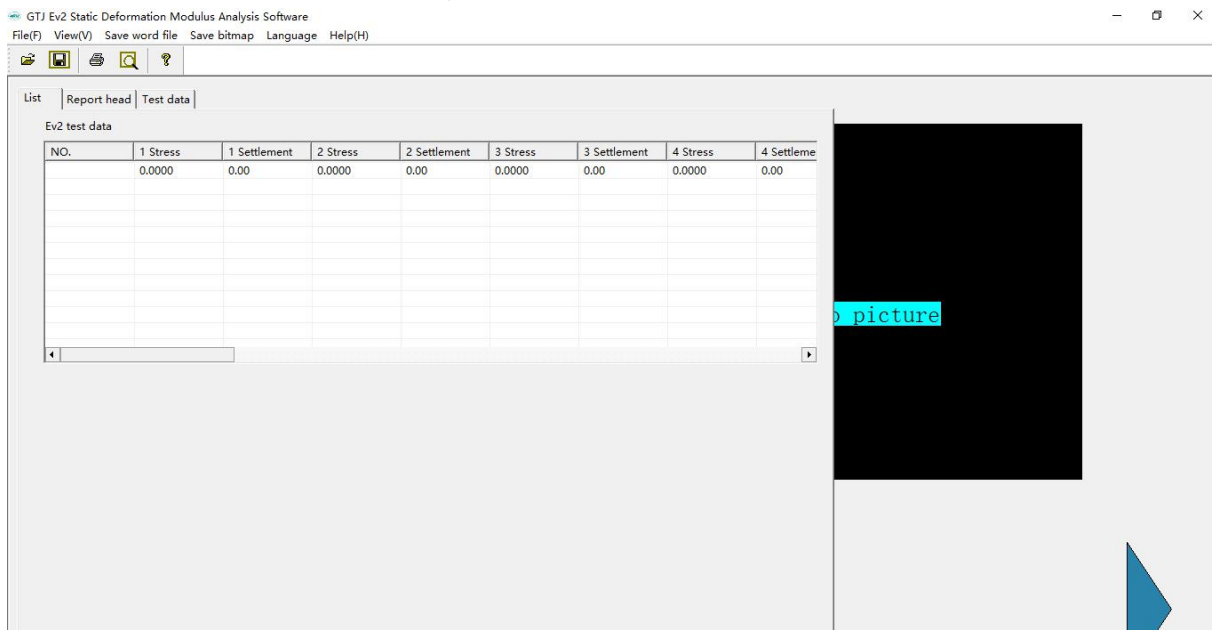 GTJ Ev2 Static Deformation Modulus Analysis Software
File(F) View(V) Save word file Save bitmap Language Help(H)
List Report head Test data
Ev2 test data
NO. 1 Stress 1 Settlement 2 Stress 2 Settlement 3 Stress 3 Settlement 4 Stress 4 Settleme
0.0000 0.00 0.0000 0.00 0.0000 0.00 0.0000 0.00
picture